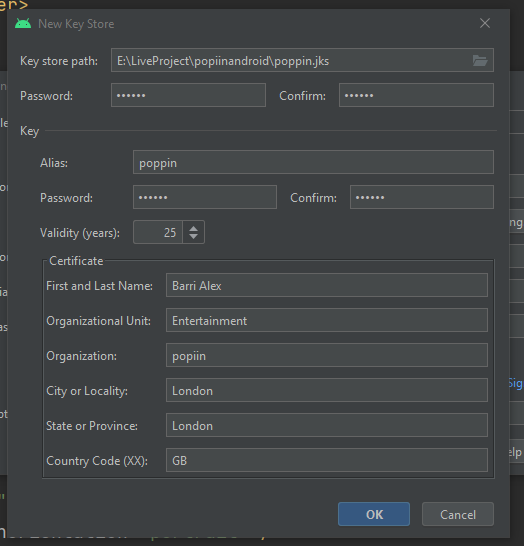 er>
New Key Store
Key store path: E:\LiveProject\popiinandroid\poppin.jks
Password: •••••• Confirm: ••••••
Key
Alias: poppin
Password: •••••• Confirm: ••••••
Validity (years): 25
Certificate
First and Last Name: Barri Alex
Organizational Unit: Entertainment
Organization: popiin
City or Locality: London
State or Province: London
Country Code (XX): GB
OK Cancel